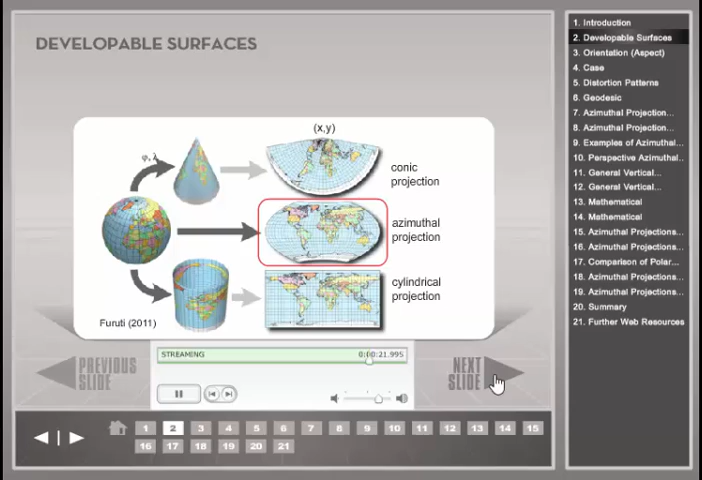 DEVELOPABLE SURFACES
(x,y)
φ, λ
conic
projection
azimuthal
projection
cylindrical
projection
Furuti (2011)
PREVIOUS
SLIDE
STREAMING
0:00:21.995
NEXT
SLIDE
1 2 3 4 5 6 7 8 9 10 11 12 13 14 15
16 17 18 19 20 21
1. Introduction
2. Developable Surfaces
3. Orientation (Aspect)
4. Case
5. Distortion Patterns
6. Geodesic
7. Azimuthal Projection...
8. Azimuthal Projection...
9. Examples of Azimuthal...
10. Perspective Azimuthal...
11. General Vertical...
12. General Vertical...
13. Mathematical
14. Mathematical
15. Azimuthal Projections...
16. Azimuthal Projections...
17. Comparison of Polar...
18. Azimuthal Projections...
19. Azimuthal Projections...
20. Summary
21. Further Web Resources